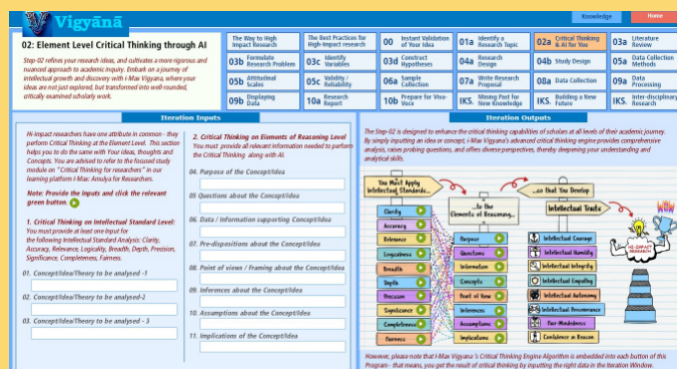 Vigyānā
Knowledge
Home
02: Element Level Critical Thinking through AI
Step-02 refines your research ideas, and cultivates a more rigorous and
nuanced approach to academic inquiry. Embark on a journey of
intellectual growth and discovery with i-Max Vigyana, where your
ideas are not just explored, but transformed into well-rounded,
critically examined scholarly work.
The Way to High Impact Research
The Best Practices for High-Impact research
00 Instant Validation of Your Idea
01a Identify a Research Topic
02a Critical Thinking & AI for You
03a Literature Review
03b Formulate Research Problem
03c Identify Variables
03d Construct Hypotheses
04a Research Design
04b Study Design
05a Data Collection Methods
05b Attitudinal Scales
05c Validity / Reliability
06a Sample Collection
07a Write Research Proposal
08a Data Collection
09a Data Processing
09b Displaying Data
10a Research Report
10b Prepare for Viva-Voce
IKS. Mining Past for New Knowledge
IKS. Building a New Future
IKS. Inter-disciplinary Research
Iteration Inputs
Hi-impact researchers have one attribute in common - they
perform Critical Thinking at the Element Level. This section
helps you to do the same with Your Ideas, thoughts and
Concepts. You are advised to refer to the focused study
module on "Critical Thinking for researchers" in our
learning platform i-Max: Amulya for Researchers.
Note: Provide the inputs and click the relevant
green button.
1. Critical Thinking on Intellectual Standard Level:
You must provide at least one input for
the following Intellectual Standard Analysis: Clarity,
Accuracy, Relevance, Logicality, Breadth, Depth, Precision,
Significance, Completeness, Fairness.
01. Concept/Idea/Theory to be analysed -1
02. Concept/Idea/Theory to be analysed-2
03. Concept/Idea/Theory to be analysed - 3
2. Critical Thinking on Elements of Reasoning Level
You must provide all relevant information needed to perform
the Critical Thinking along with AI.
04. Purpose of the Concept/Idea
05 Questions about the Concept/Idea
06. Data / Information supporting Concept/Idea
07. Pre-dispositions about the Concept/Idea
08. Point of views / Framing about the Concept/Idea
09. Inferences about the Concept/Idea
10. Assumptions about the Concept/Idea
11. Implications of the Concept/Idea
Iteration Outputs
The Step-02 is designed to enhance the critical thinking capabilities of scholars at all levels of their academic journey.
By simply inputting an idea or concept, i-Max Vigyana's advanced critical thinking engine provides comprehensive
analysis, raises probing questions, and offers diverse perspectives, thereby deepening your understanding and
analytical skills.
You Must Apply
Intellectual Standards...
Clarity
Accuracy
Relevance
Logicalness
Breadth
Depth
Precision
Significance
Completeness
Fairness
...to the
Elements of Reasoning...
Purpose
Questions
Information
Concepts
Point of View
Inferences
Assumptions
Implications
...so that You Develop
Intellectual Traits
Intellectual Courage
Intellectual Humility
Intellectual Integrity
Intellectual Empathy
Intellectual Autonomy
Intellectual Perseverance
Fair-Mindedness
Confidence in Reason
WOW
HI-IMPACT
RESEARCH
However, please note that I-Max Vigyana 's Critical Thinking Engine Algorithm is embedded into each button of this
Program- that means, you get the result of critical thinking by inputting the right data in the Iteration Window.